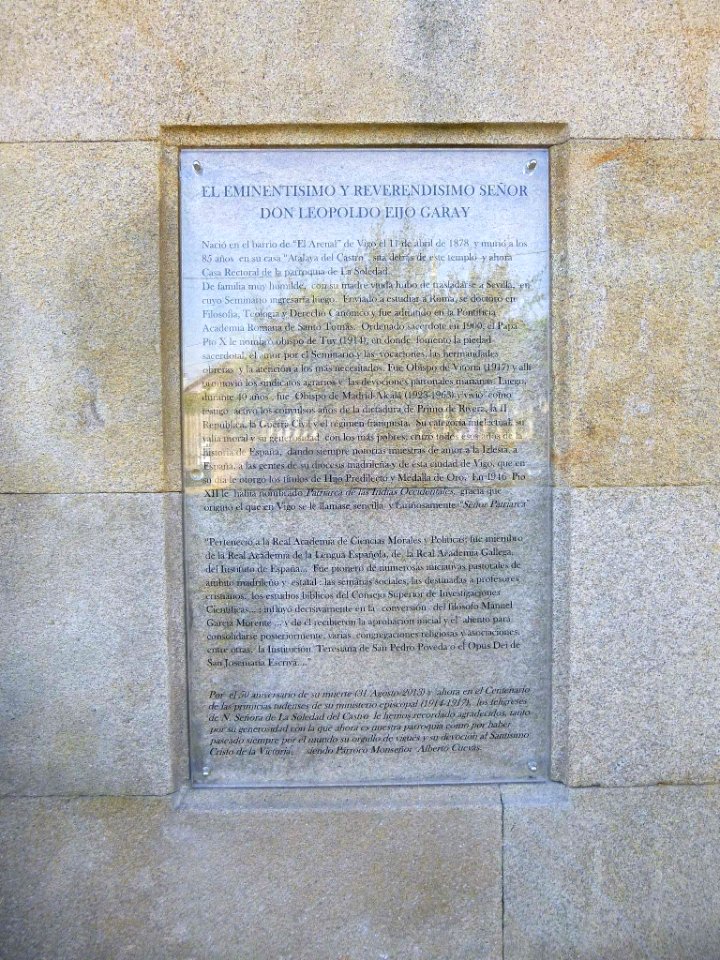 EL EMINENTISIMO Y REVERENDISIMO SEÑOR
DON LEOPOLDO EIJO GARAY
Nació en el barrio de "El Arenal" de Vigo el 11 de abril de 1878 y murió a los
85 años en su casa "Atalaya del Castro" sita detrás de este templo y ahora
Casa Rectoral de la parroquia de La Soledad.
De familia muy humilde, con su madre viuda hubo de trasladarse a Sevilla, en
cuyo Seminario ingresaría luego. Enviado a estudiar a Roma, se doctoró en
Filosofía, Teología y Derecho Canónico y fue adjunto en la Pontificia
Academia Romana de Santo Tomás. Ordenado sacerdote en 1900, el Papa
Pío X le nombró obispo de Tuy (1914), en donde fomentó la piedad
sacerdotal, el amor por el Seminario y las vocaciones, las hermandades
obreras y la atención a los más necesitados. Fue Obispo de Vitoria (1917) y allí
promovió los sindicatos agrarios y las devociones patronales marianas. Luego,
durante 40 años, fue Obispo de Madrid-Alcalá (1923-1963) y vivió como
testigo activo los convulsos años de la dictadura de Primo de Rivera, la II
República, la Guerra Civil y el régimen franquista. Su categoría intelectual, su
valía moral y su generosidad con los más pobres, cruzó todos esos años de la
historia de España, dando siempre notorias muestras de amor a la Iglesia, a
España, a las gentes de su diócesis madrileña y de esta ciudad de Vigo, que en
su día le otorgó los títulos de Hijo Predilecto y Medalla de Oro. En 1946 Pío
XII le había nombrado Patriarca de las Indias Occidentales, gracia que
originó el que en Vigo se le llamase sencilla y cariñosamente "Señor Patriarca"
"Perteneció a la Real Academia de Ciencias Morales y Políticas; fue miembro
de la Real Academia de la Lengua Española, de la Real Academia Gallega,
del Instituto de España... Fue pionero de numerosas iniciativas pastorales de
ámbito madrileño y estatal: las semanas sociales, las destinadas a profesores
cristianos, los estudios bíblicos del Consejo Superior de Investigaciones
Científicas...; influyó decisivamente en la conversión del filósofo Manuel
García Morente ... y de él recibieron la aprobación inicial y el aliento para
consolidarse posteriormente, varias congregaciones religiosas y asociaciones,
entre otras, la Institución Teresiana de San Pedro Poveda o el Opus Dei de
San Josemaría Escrivá...."
Por el 50 aniversario de su muerte (31 Agosto/2013) y ahora en el Centenario
de las primicias tudenses de su ministerio episcopal (1914-1917), los feligreses
de N. Señora de La Soledad del Castro le hemos recordado agradecidos, tanto
por su generosidad con la que ahora es nuestra parroquia como por haber
paseado siempre por el mundo su orgullo de vigués y su devoción al Santísimo
Cristo de la Victoria, siendo Párroco Monseñor Alberto Cuevas.